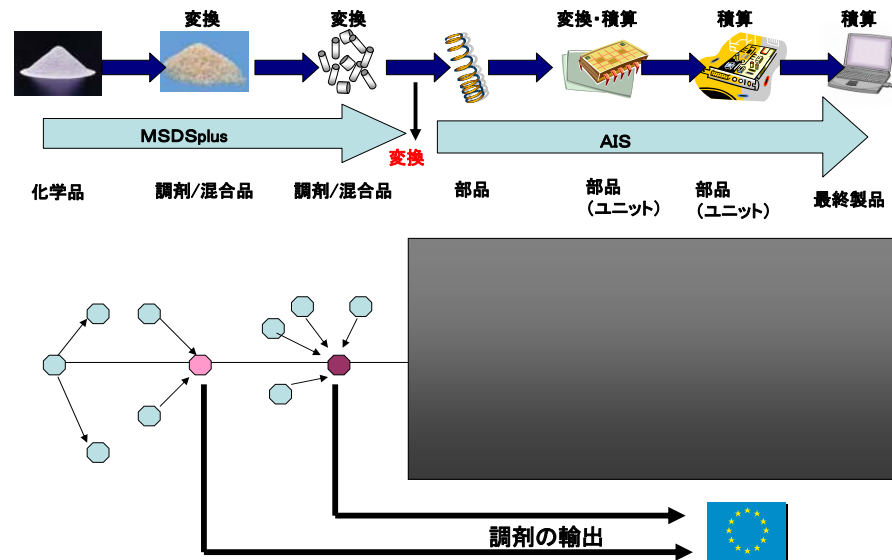 変換
変換
変換・積算
積算
積算
MSDSplus
変換
AIS
化学品
調剤/混合品
調剤/混合品
部品
部品
(ユニット)
部品
(ユニット)
最終製品
調剤の輸出